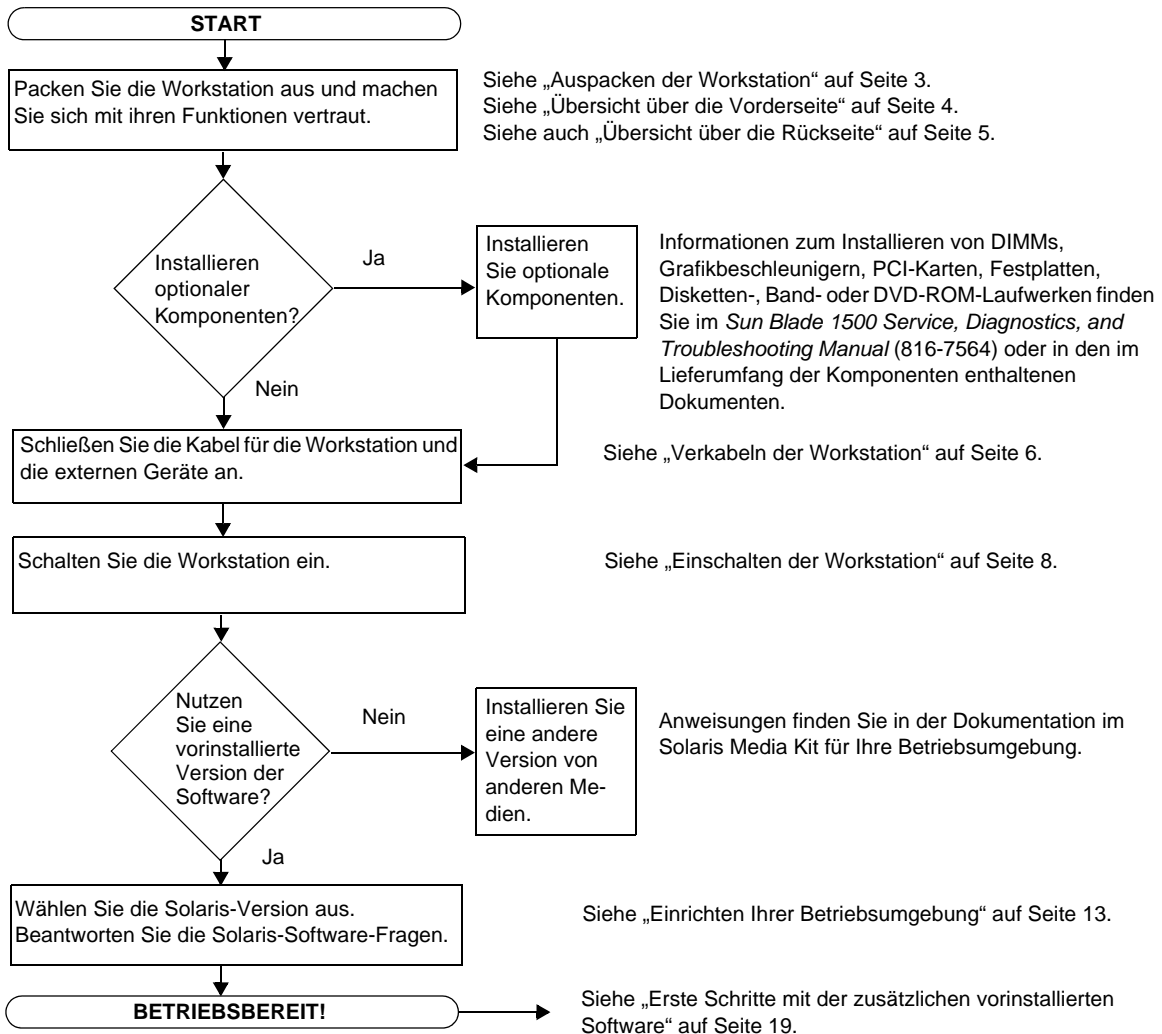 START
Packen Sie die Workstation aus und machen
Sie sich mit ihren Funktionen vertraut.
Siehe „Auspacken der Workstation“ auf Seite 3.
Siehe „Übersicht über die Vorderseite“ auf Seite 4.
Siehe auch „Übersicht über die Rückseite“ auf Seite 5.
Installieren
optionaler
Komponenten?
Ja
Nein
Installieren
Sie optionale
Komponenten.
Informationen zum Installieren von DIMMs,
Grafikbeschleunigern, PCI-Karten, Festplatten,
Disketten-, Band- oder DVD-ROM-Laufwerken finden
Sie im Sun Blade 1500 Service, Diagnostics, and
Troubleshooting Manual (816-7564) oder in den im
Lieferumfang der Komponenten enthaltenen
Dokumenten.
Schließen Sie die Kabel für die Workstation und
die externen Geräte an.
Siehe „Verkabeln der Workstation“ auf Seite 6.
Schalten Sie die Workstation ein.
Siehe „Einschalten der Workstation“ auf Seite 8.
Nutzen
Sie eine
vorinstallierte
Version der
Software?
Nein
Ja
Installieren Sie
eine andere
Version von
anderen Me-
dien.
Anweisungen finden Sie in der Dokumentation im
Solaris Media Kit für Ihre Betriebsumgebung.
Wählen Sie die Solaris-Version aus.
Beantworten Sie die Solaris-Software-Fragen.
Siehe „Einrichten Ihrer Betriebsumgebung“ auf Seite 13.
BETRIEBSBEREIT!
Siehe „Erste Schritte mit der zusätzlichen vorinstallierten
Software“ auf Seite 19.